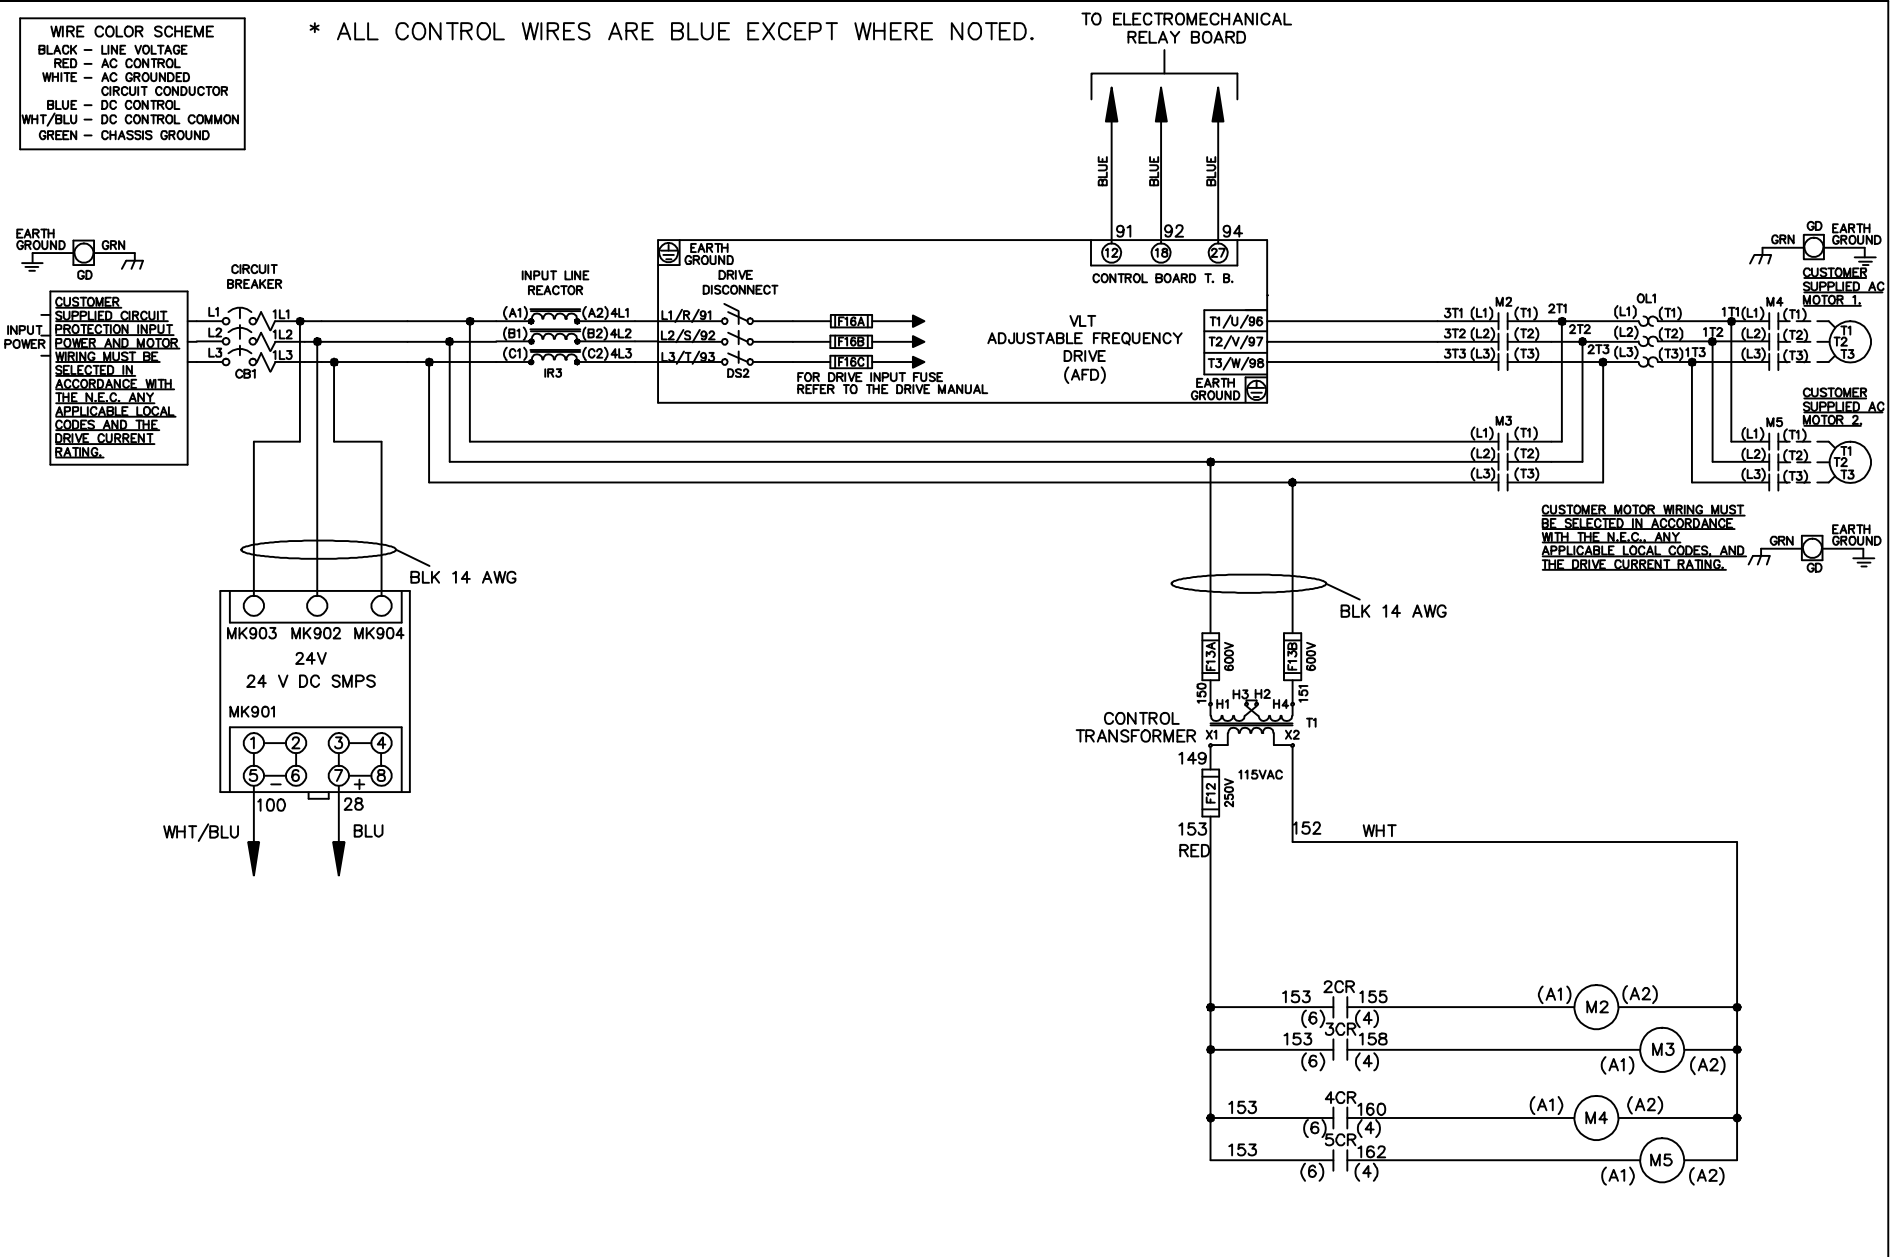 WIRE COLOR SCHEME
BLACK – LINE VOLTAGE
RED – AC CONTROL
WHITE – AC GROUNDED
CIRCUIT CONDUCTOR
BLUE – DC CONTROL
WHT/BLU – DC CONTROL COMMON
GREEN – CHASSIS GROUND
* ALL CONTROL WIRES ARE BLUE EXCEPT WHERE NOTED.
TO ELECTROMECHANICAL
RELAY BOARD
BLUE BLUE BLUE
91 92 94
12 18 27
CONTROL BOARD T. B.
EARTH
GROUND
GRN
GD
INPUT
POWER
CUSTOMER
SUPPLIED CIRCUIT
PROTECTION INPUT
POWER AND MOTOR
WIRING MUST BE
SELECTED IN
ACCORDANCE WITH
THE N.E.C. ANY
APPLICABLE LOCAL
CODES AND THE
DRIVE CURRENT
RATING.
CIRCUIT
BREAKER
L1 1L1
L2 1L2
L3 1L3
CB1
INPUT LINE
REACTOR
(A1) (A2) 4L1
(B1) (B2) 4L2
(C1) (C2) 4L3
IR3
EARTH
GROUND
DRIVE
DISCONNECT
L1/R/91
L2/S/92
L3/T/93
DS2
F16A
F16B
F16C
FOR DRIVE INPUT FUSE
REFER TO THE DRIVE MANUAL
VLT
ADJUSTABLE FREQUENCY
DRIVE
(AFD)
T1/U/96
T2/V/97
T3/W/98
EARTH
GROUND
M2
3T1 (L1) (T1) 2T1
3T2 (L2) (T2) 2T2
3T3 (L3) (T3) 2T3
OL1
(L1) (T1) 1T1
(L2) (T2) 1T2
(L3) (T3) 1T3
M4
(L1) (T1)
(L2) (T2)
(L3) (T3)
T1
T2
T3
GD
GRN
EARTH
GROUND
CUSTOMER
SUPPLIED AC
MOTOR 1.
M3
(L1) (T1)
(L2) (T2)
(L3) (T3)
CUSTOMER
SUPPLIED AC
MOTOR 2.
M5
(L1) (T1)
(L2) (T2)
(L3) (T3)
T1
T2
T3
CUSTOMER MOTOR WIRING MUST
BE SELECTED IN ACCORDANCE
WITH THE N.E.C., ANY
APPLICABLE LOCAL CODES, AND
THE DRIVE CURRENT RATING.
GRN
GD
EARTH
GROUND
BLK 14 AWG
MK903 MK902 MK904
24V
24 V DC SMPS
MK901
1 2 3 4
5 – 6 7 + 8
100 28
WHT/BLU BLU
BLK 14 AWG
F13A 600V F13B 600V
150 151
H1 H3 H2 H4
CONTROL
TRANSFORMER
T1
X1 X2
149
115VAC
F12 250V
153
RED
152 WHT
153 2CR 155 (A1) M2 (A2)
(6) (4)
153 3CR 158 M3
(6) (4) (A1) (A2)
153 4CR 160 (A1) M4 (A2)
(6) (4)
153 5CR 162 M5
(6) (4) (A1) (A2)